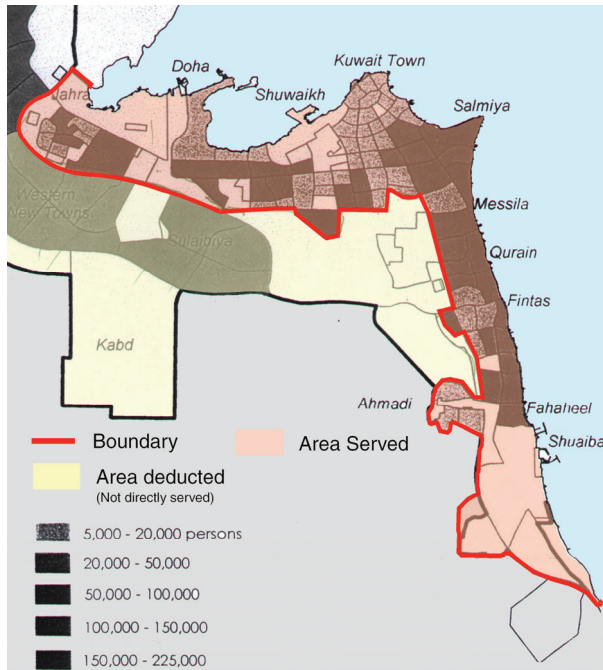 Kuwait Town
Doha
Jahra
Shuwaikh
Salmiya
Western
New Towns
Messila
Sulaibiya
Qurain
Fintas
Kabd
Ahmadi
Fahaheel
Boundary
Area Served
Shuaiba
Area deducted
(Not directly served)
5,000 - 20,000 persons
20,000 - 50,000
50,000 - 100,000
100,000 - 150,000
150,000 - 225,000